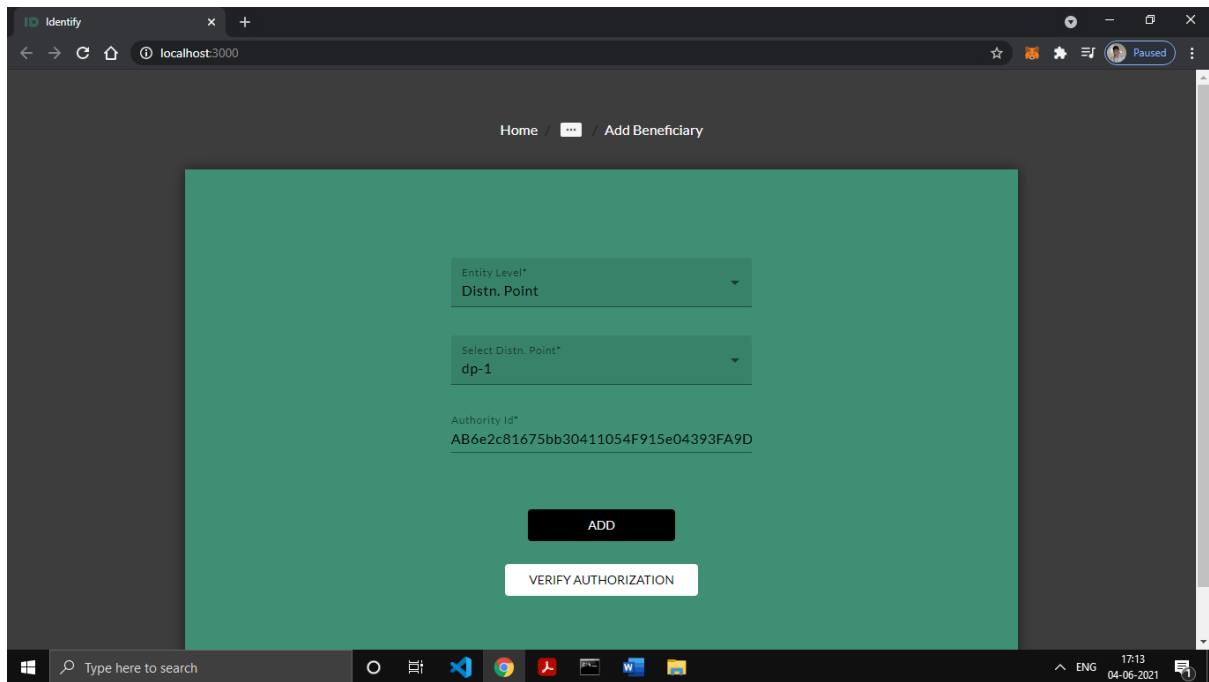 ID Identify
localhost:3000
Paused
Home / ··· / Add Beneficiary
Entity Level*
Distn. Point
Select Distn. Point*
dp-1
Authority Id*
AB6e2c81675bb30411054F915e04393FA9D
ADD
VERIFY AUTHORIZATION
Type here to search
ENG
17:13
04-06-2021
1